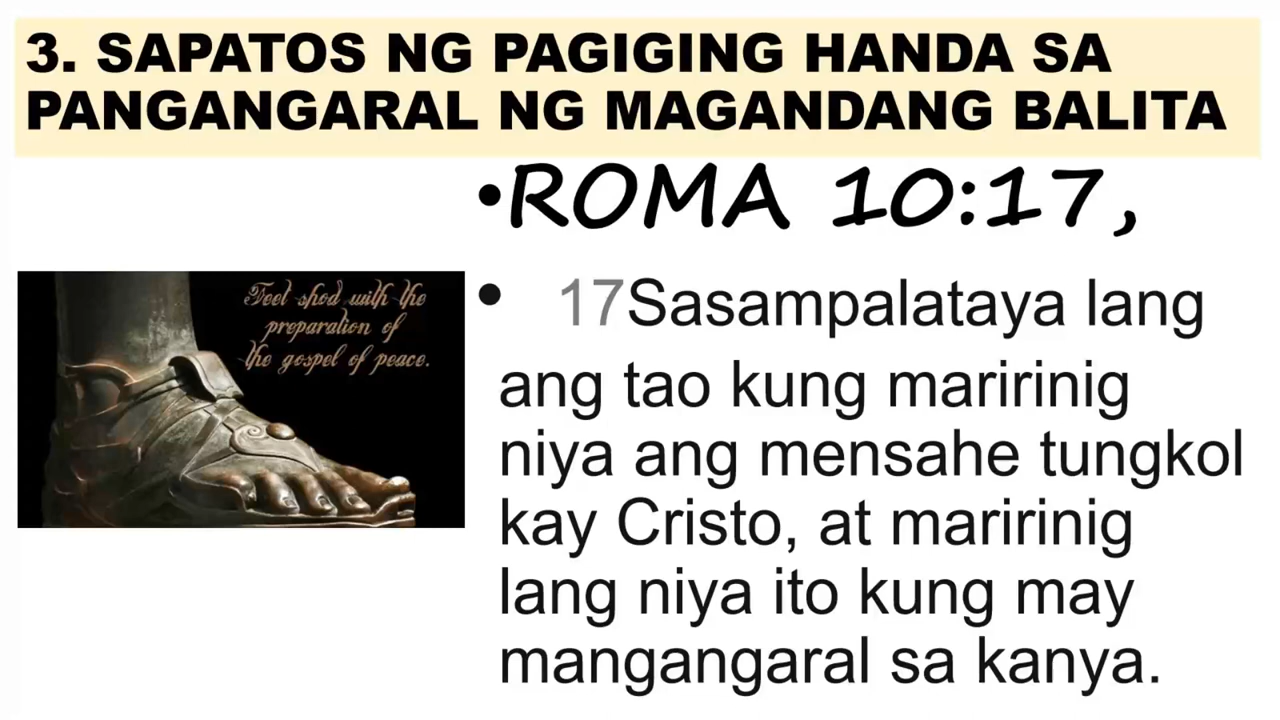 3. SAPATOS NG PAGIGING HANDA SA
PANGANGARAL NG MAGANDANG BALITA
•ROMA 10:17,
• 17Sasampalataya lang
ang tao kung maririnig
niya ang mensahe tungkol
kay Cristo, at maririnig
lang niya ito kung may
mangangaral sa kanya.
Feet shod with the
preparation of
the gospel of peace.